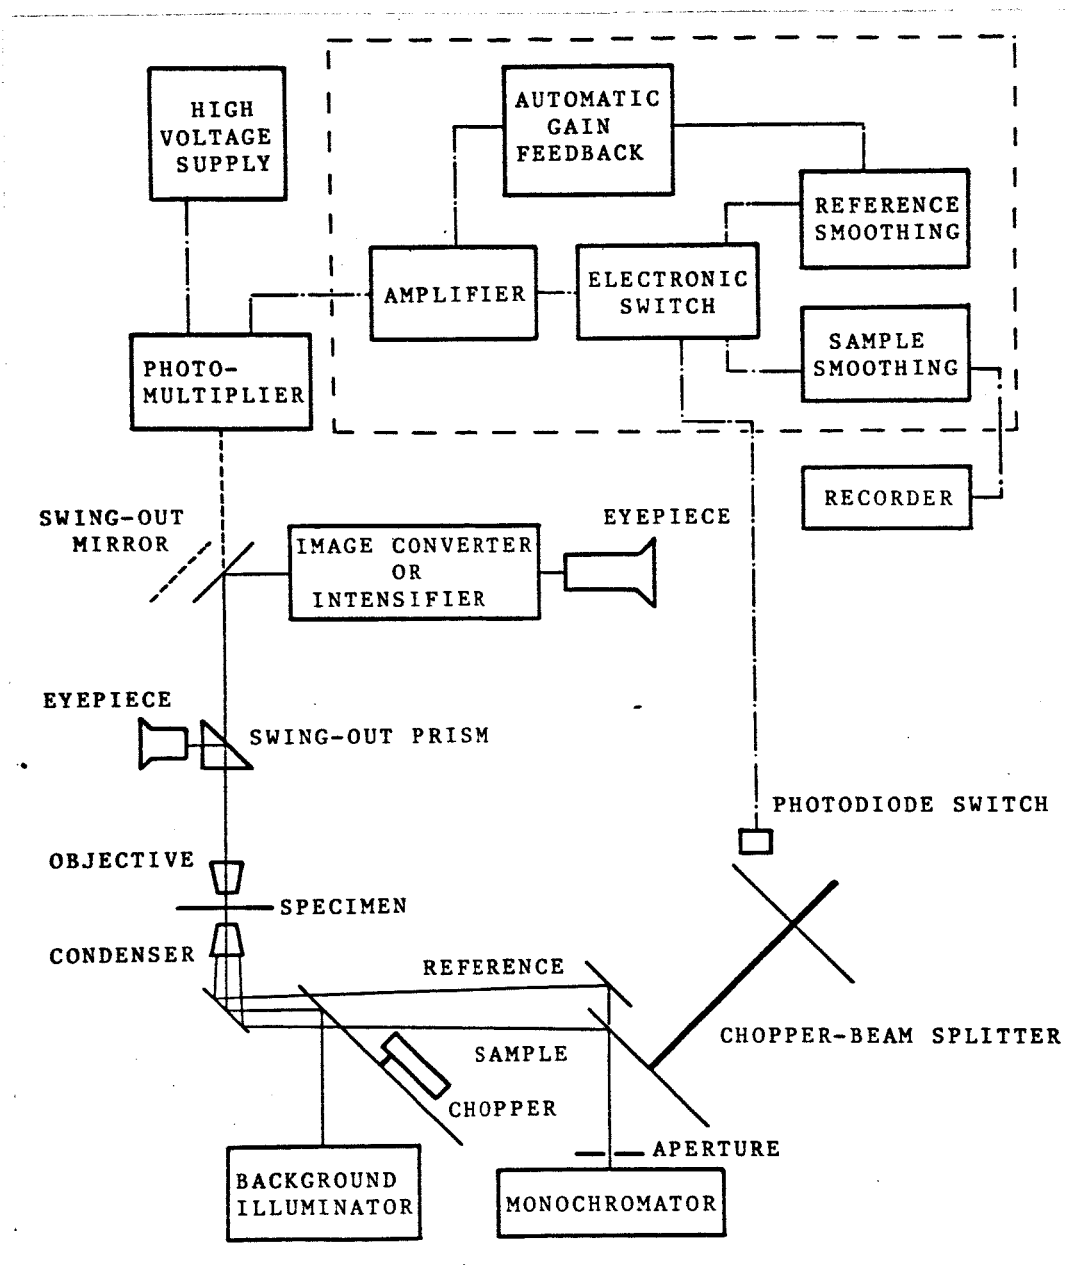 HIGH
VOLTAGE
SUPPLY
AUTOMATIC
GAIN
FEEDBACK
REFERENCE
SMOOTHING
AMPLIFIER
ELECTRONIC
SWITCH
SAMPLE
SMOOTHING
PHOTO-
MULTIPLIER
RECORDER
SWING-OUT
MIRROR
IMAGE CONVERTER
OR
INTENSIFIER
EYEPIECE
EYEPIECE
SWING-OUT PRISM
PHOTODIODE SWITCH
OBJECTIVE
SPECIMEN
CONDENSER
REFERENCE
CHOPPER-BEAM SPLITTER
SAMPLE
CHOPPER
APERTURE
BACKGROUND
ILLUMINATOR
MONOCHROMATOR